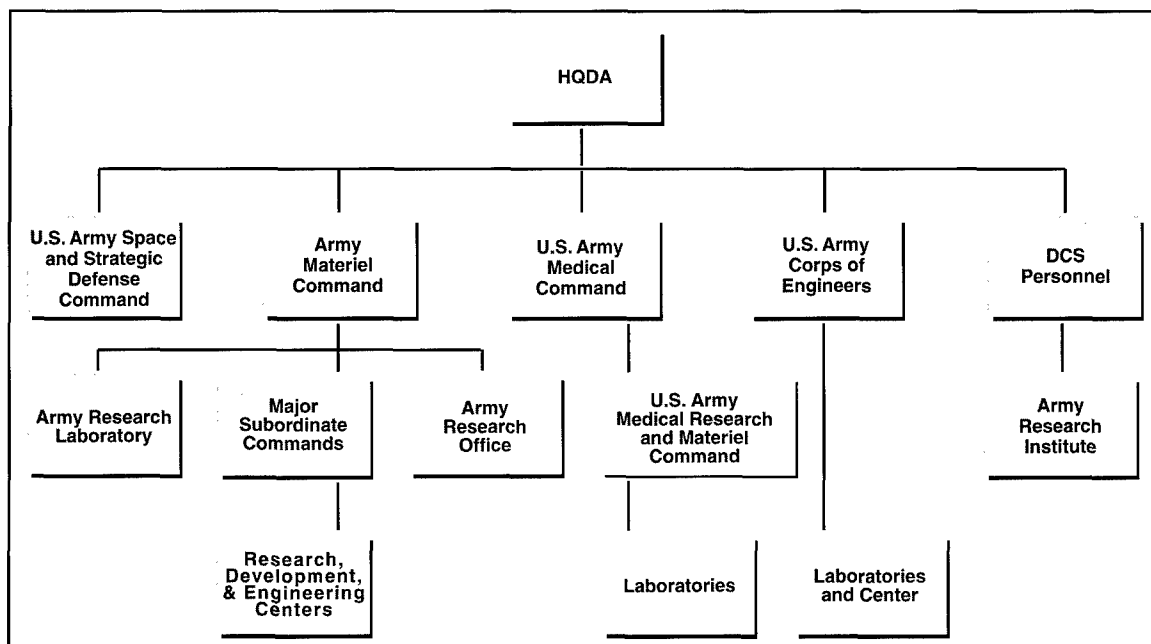 HQDA
U.S. Army Space
and Strategic
Defense
Command
Army
Materiel
Command
U.S. Army
Medical
Command
U.S. Army
Corps of
Engineers
DCS
Personnel
Army Research
Laboratory
Major
Subordinate
Commands
Army
Research
Office
U.S. Army
Medical Research
and Materiel
Command
Army
Research
Institute
Research,
Development,
& Engineering
Centers
Laboratories
Laboratories
and Center